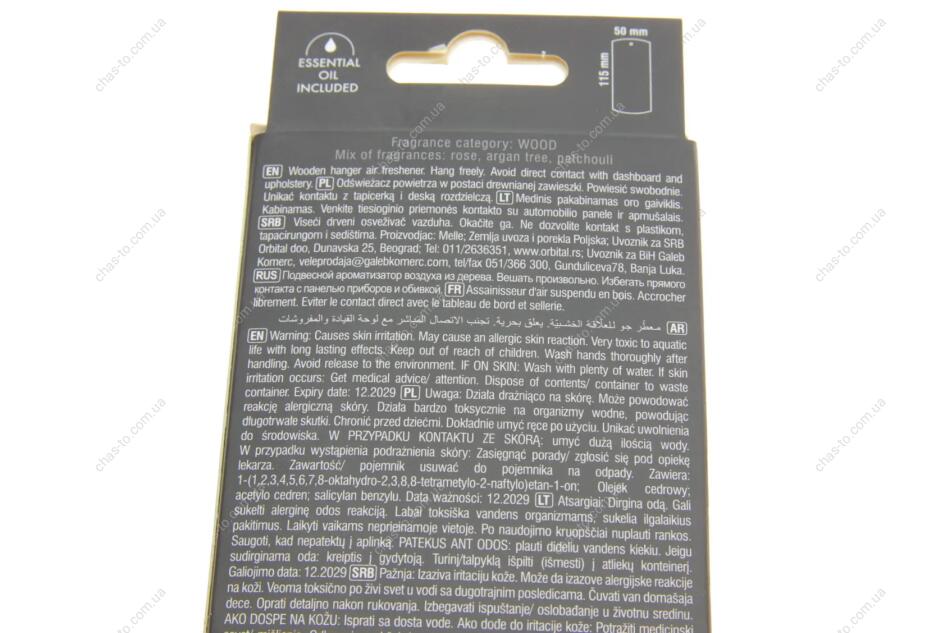 ESSENTIAL
OIL
INCLUDED
50 mm
115 mm
Fragrance category: WOOD
Mix of fragrances: rose, argan tree, patchouli
EN Wooden hanger air freshener. Hang freely. Avoid direct contact with dashboard and
upholstery. PL Odświeżacz powietrza w postaci drewnianej zawieszki. Powiesić swobodnie.
Unikać kontaktu z tapicerką i deską rozdzielczą. LT Medinis pakabinamas oro gaiviklis.
Kabinamas. Venkite tiesioginio priemonės kontakto su automobilio panele ir apmušalais.
SRB Viseći drveni osveživač vazduha. Okačite ga. Ne dozvolite kontakt s plastikom,
tapacirungom i sedištima. Proizvodjac: Melle; Zemlja uvoza i porekla Poljska; Uvoznik za SRB
Orbital doo, Dunavska 25, Beograd; Tel: 011/2636351, www.orbital.rs; Uvoznik za BiH Galeb
Komerc, veleprodaja@galebkomerc.com, tel/fax 051/366 300, Gunduliceva78, Banja Luka.
RUS Подвесной ароматизатор воздуха из дерева. Вешать произвольно. Избегать прямого
контакта с панелью приборов и обивкой. FR Assainisseur d'air suspendu en bois. Accrocher
librement. Eviter le contact direct avec le tableau de bord et sellerie.
AR معطّر جو للعلّاقة الخشبيّة. يعلق بحرية. تجنب الاتصال المباشر مع لوحة القيادة والمفروشات
EN Warning: Causes skin irritation. May cause an allergic skin reaction. Very toxic to aquatic
life with long lasting effects. Keep out of reach of children. Wash hands thoroughly after
handling. Avoid release to the environment. IF ON SKIN: Wash with plenty of water. If skin
irritation occurs: Get medical advice/ attention. Dispose of contents/ container to waste
container. Expiry date: 12.2029 PL Uwaga: Działa drażniąco na skórę. Może powodować
reakcję alergiczną skóry. Działa bardzo toksycznie na organizmy wodne, powodując
długotrwałe skutki. Chronić przed dziećmi. Dokładnie umyć ręce po użyciu. Unikać uwolnienia
do środowiska. W PRZYPADKU KONTAKTU ZE SKÓRĄ: umyć dużą ilością wody.
W przypadku wystąpienia podrażnienia skóry: Zasięgnąć porady/ zgłosić się pod opiekę
lekarza. Zawartość/ pojemnik usuwać do pojemnika na odpady. Zawiera:
1-(1,2,3,4,5,6,7,8-oktahydro-2,3,8,8-tetrametylo-2-naftylo)etan-1-on; Olejek cedrowy;
acetylo cedren; salicylan benzylu. Data ważności: 12.2029 LT Atsargiai: Dirgina odą. Gali
sukelti alerginę odos reakciją. Labai toksiška vandens organizmams, sukelia ilgalaikius
pakitimus. Laikyti vaikams neprieinamoje vietoje. Po naudojimo kruopščiai nuplauti rankos.
Saugoti, kad nepatektų į aplinką. PATEKUS ANT ODOS: plauti dideliu vandens kiekiu. Jeigu
sudirginama oda: kreiptis į gydytoją. Turinį/talpyklą išpilti (išmesti) į atliekų konteinerį.
Galiojimo data: 12.2029 SRB Pažnja: Izaziva iritaciju kože. Može da izazove alergijske reakcije
na koži. Veoma toksično po živi svet u vodi sa dugotrajnim posledicama. Čuvati van domašaja
dece. Oprati detaljno nakon rukovanja. Izbegavati ispuštanje/ oslobađanje u životnu sredinu.
AKO DOSPE NA KOŽU: Isprati sa dosta vode. Ako dođe do iritacije kože: Potražiti medicinski
chas-to.com.ua